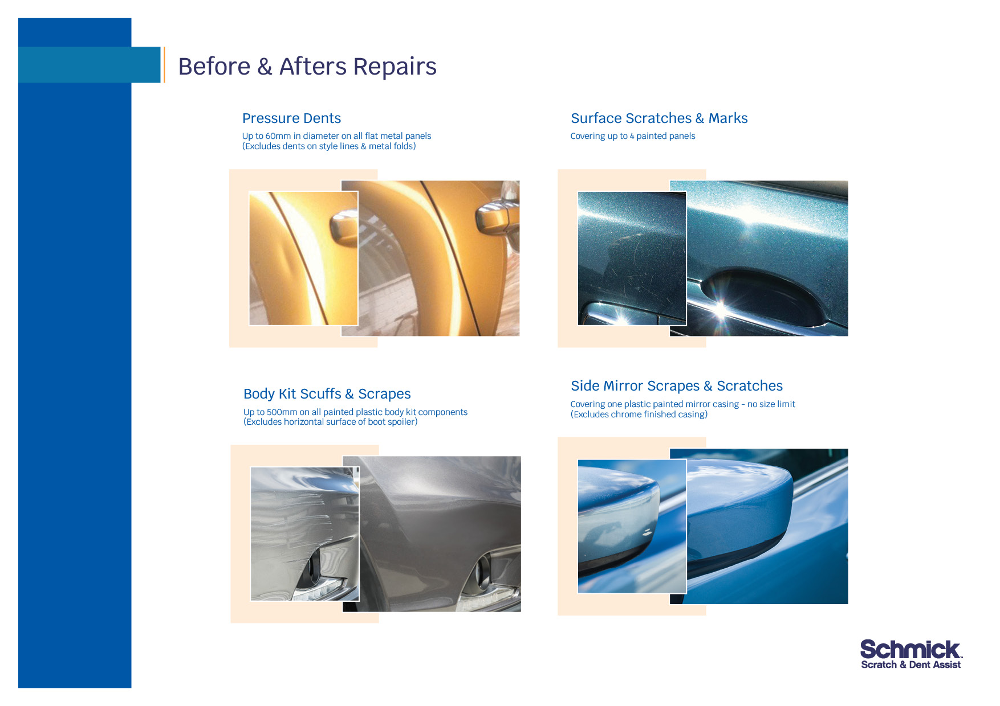 Before & Afters Repairs
Pressure Dents
Up to 60mm in diameter on all flat metal panels
(Excludes dents on style lines & metal folds)
Surface Scratches & Marks
Covering up to 4 painted panels
Body Kit Scuffs & Scrapes
Up to 500mm on all painted plastic body kit components
(Excludes horizontal surface of boot spoiler)
Side Mirror Scrapes & Scratches
Covering one plastic painted mirror casing - no size limit
(Excludes chrome finished casing)
Schmick™
Scratch & Dent Assist